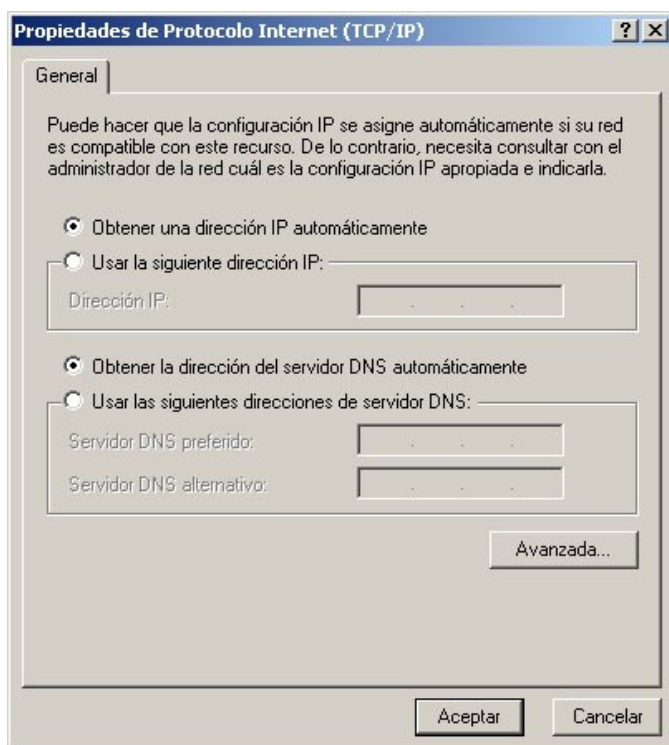 Propiedades de Protocolo Internet (TCP/IP)
General
Puede hacer que la configuración IP se asigne automáticamente si su red
es compatible con este recurso. De lo contrario, necesita consultar con el
administrador de la red cuál es la configuración IP apropiada e indicarla.
Obtener una dirección IP automáticamente
Usar la siguiente dirección IP:
Dirección IP:
Obtener la dirección del servidor DNS automáticamente
Usar las siguientes direcciones de servidor DNS:
Servidor DNS preferido:
Servidor DNS alternativo:
Avanzada...
Aceptar Cancelar